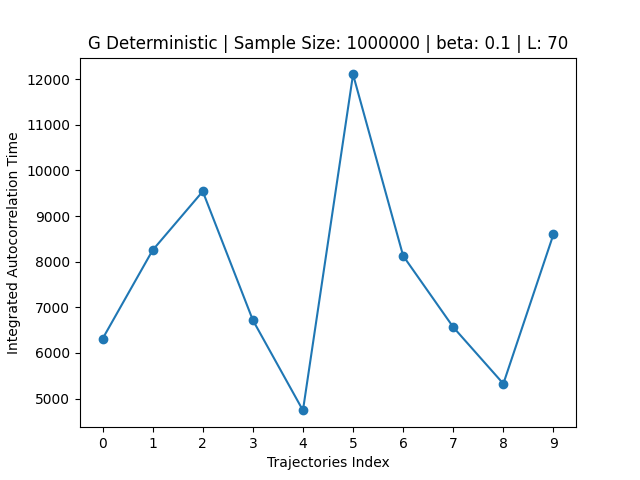 G Deterministic | Sample Size: 1000000 | beta: 0.1 | L: 70
12000
11000
10000
9000
8000
7000
6000
5000
Integrated Autocorrelation Time
0 1 2 3 4 5 6 7 8 9
Trajectories Index